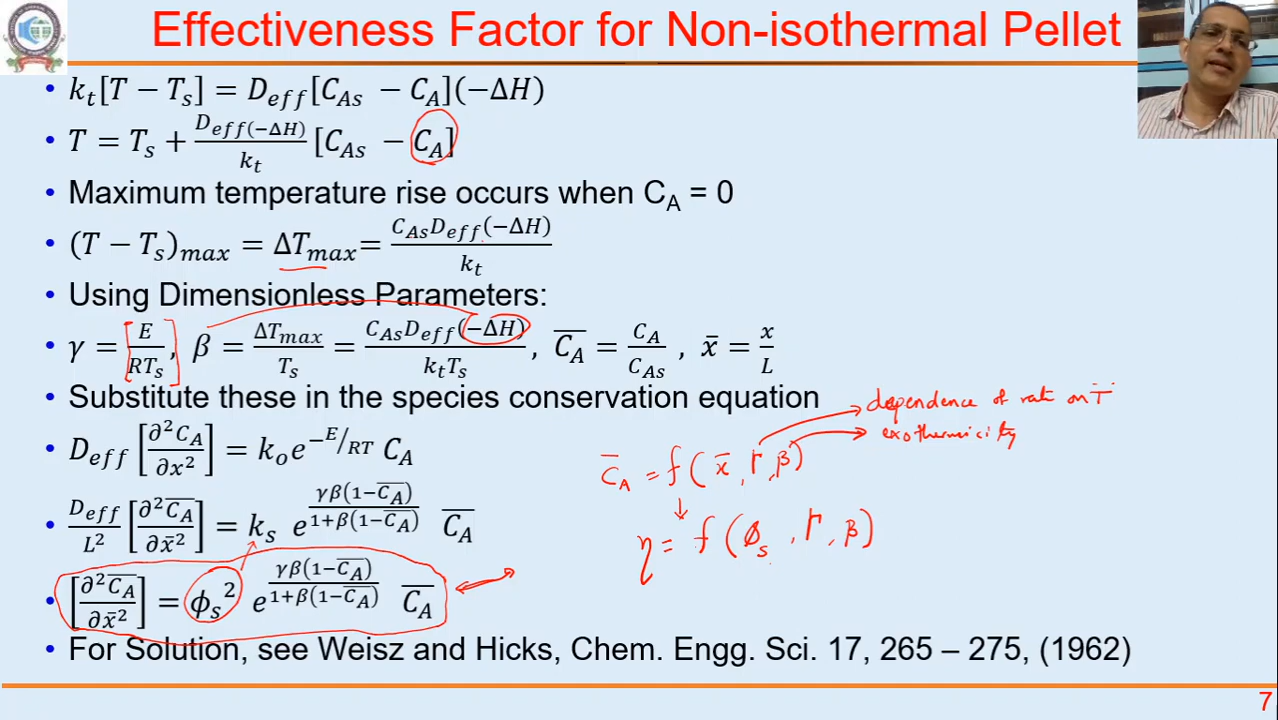 Effectiveness Factor for Non-isothermal Pellet
• k_t[T − T_s] = D_eff[C_As − C_A](−ΔH)
• T = T_s + D_eff(−ΔH)/k_t [C_As − C_A]
• Maximum temperature rise occurs when C_A = 0
• (T − T_s)_max = ΔT_max = C_As D_eff(−ΔH)/k_t
• Using Dimensionless Parameters:
• γ = E/RT_s, β = ΔT_max/T_s = C_As D_eff(−ΔH)/k_t T_s, C̅_A = C_A/C_As, x̄ = x/L
• Substitute these in the species conservation equation
dependence of rate on T
exothermicity
• D_eff [∂²C_A/∂x²] = k_o e^(−E/RT) C_A
C̅_A = f(x̄, Γ, β)
• D_eff/L² [∂²C̅_A/∂x̄²] = k_s e^(γβ(1−C̅_A)/(1+β(1−C̅_A))) C̅_A
η = f(ϕ_s, Γ, β)
• [∂²C̅_A/∂x̄²] = ϕ_s² e^(γβ(1−C̅_A)/(1+β(1−C̅_A))) C̅_A
• For Solution, see Weisz and Hicks, Chem. Engg. Sci. 17, 265 – 275, (1962)
7